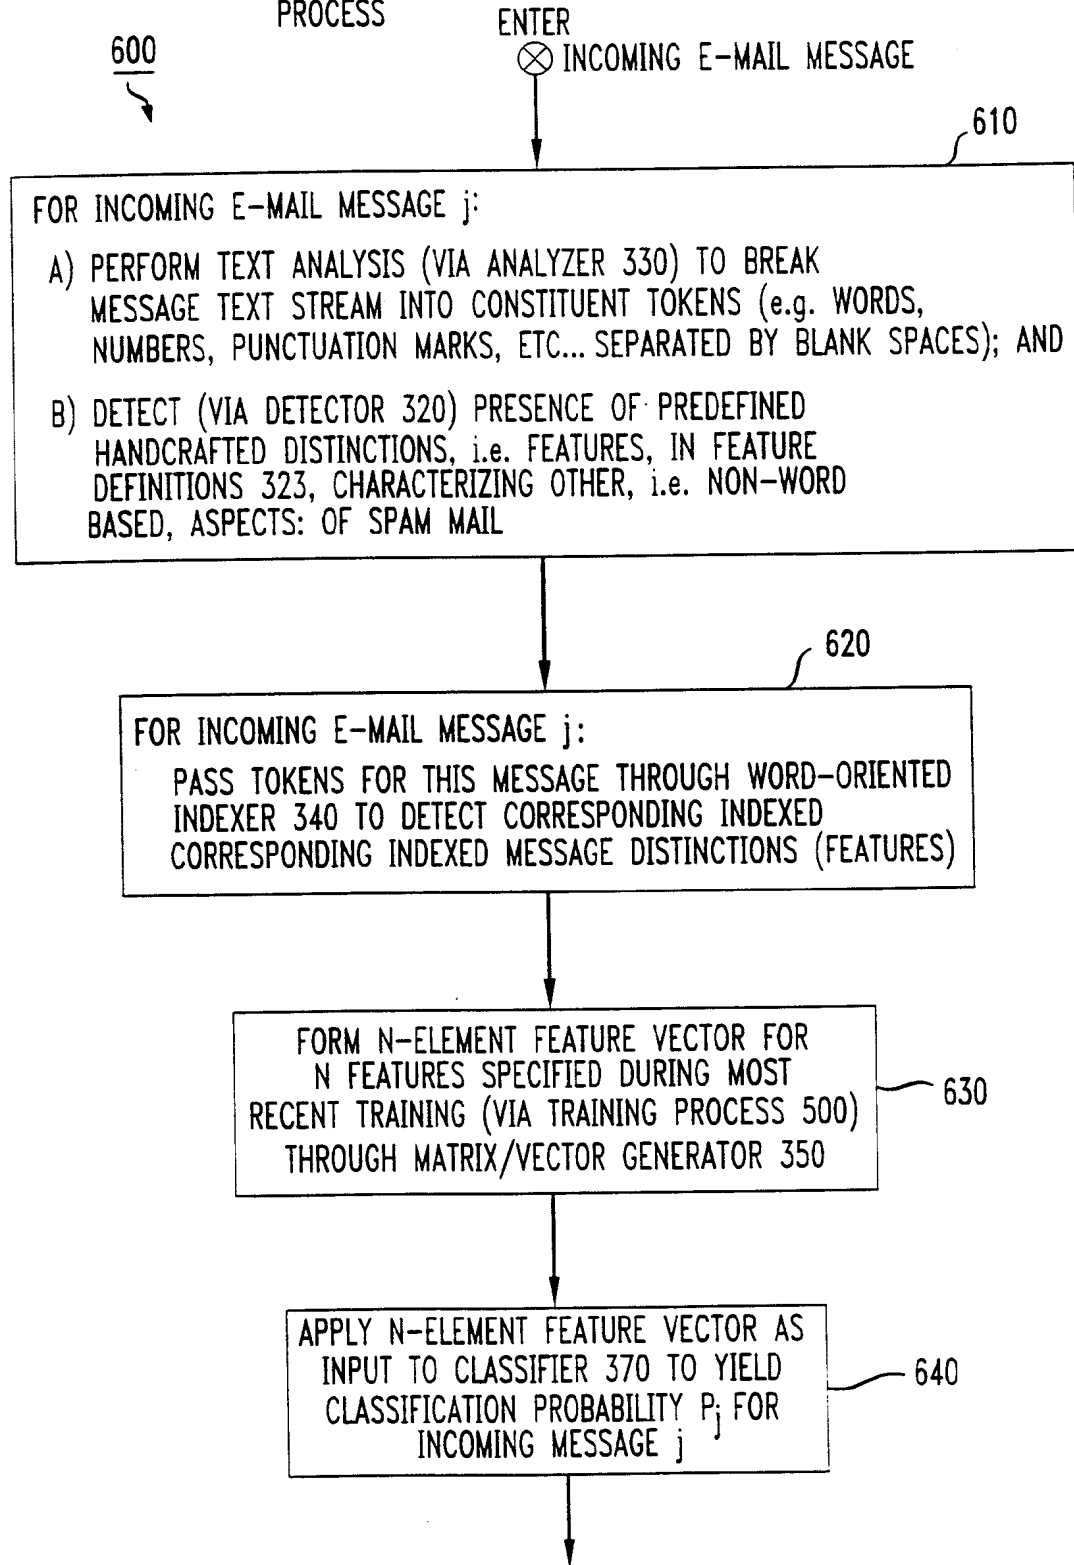 PROCESS
600
ENTER
INCOMING E-MAIL MESSAGE
610
FOR INCOMING E-MAIL MESSAGE j:
A) PERFORM TEXT ANALYSIS (VIA ANALYZER 330) TO BREAK
MESSAGE TEXT STREAM INTO CONSTITUENT TOKENS (e.g. WORDS,
NUMBERS, PUNCTUATION MARKS, ETC... SEPARATED BY BLANK SPACES); AND
B) DETECT (VIA DETECTOR 320) PRESENCE OF PREDEFINED
HANDCRAFTED DISTINCTIONS, i.e. FEATURES, IN FEATURE
DEFINITIONS 323, CHARACTERIZING OTHER, i.e. NON-WORD
BASED, ASPECTS: OF SPAM MAIL
620
FOR INCOMING E-MAIL MESSAGE j:
PASS TOKENS FOR THIS MESSAGE THROUGH WORD-ORIENTED
INDEXER 340 TO DETECT CORRESPONDING INDEXED
CORRESPONDING INDEXED MESSAGE DISTINCTIONS (FEATURES)
FORM N-ELEMENT FEATURE VECTOR FOR
N FEATURES SPECIFIED DURING MOST
RECENT TRAINING (VIA TRAINING PROCESS 500)
THROUGH MATRIX/VECTOR GENERATOR 350
630
APPLY N-ELEMENT FEATURE VECTOR AS
INPUT TO CLASSIFIER 370 TO YIELD
CLASSIFICATION PROBABILITY Pj FOR
INCOMING MESSAGE j
640